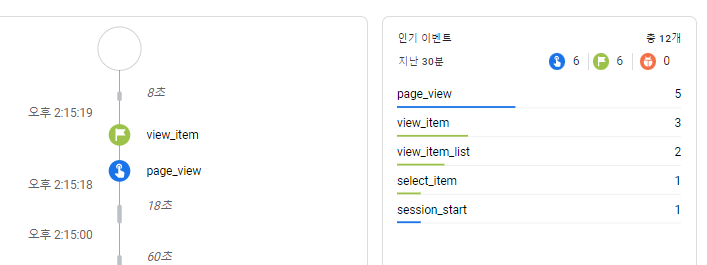 8초
오후 2:15:19
view_item
page_view
오후 2:15:18
18초
오후 2:15:00
60초
인기 이벤트 총 12개
지난 30분 6 6 0
page_view 5
view_item 3
view_item_list 2
select_item 1
session_start 1